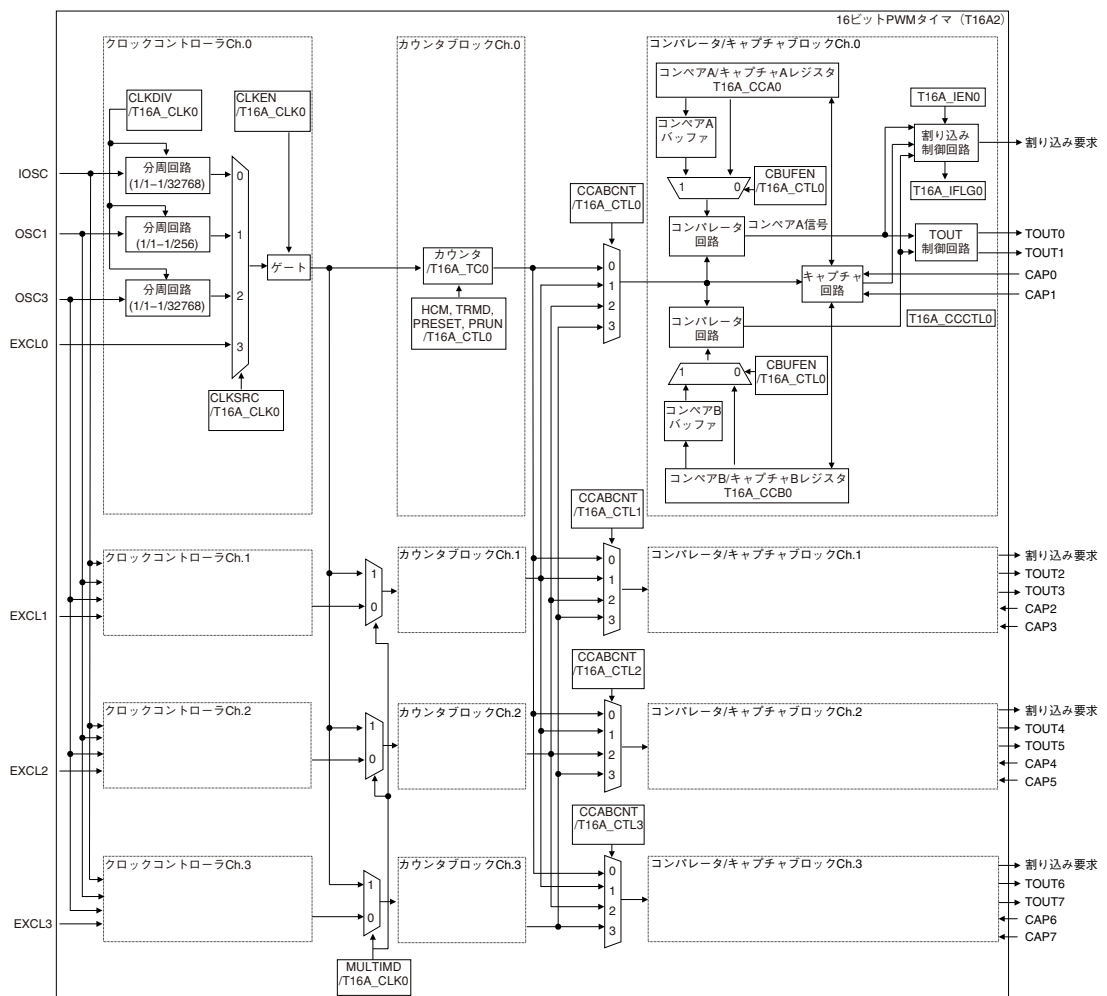 16ビットPWMタイマ（T16A2）
クロックコントローラCh.0
カウンタブロックCh.0
コンパレータ/キャプチャブロックCh.0
CLKDIV
/T16A_CLK0
CLKEN
/T16A_CLK0
コンペアA/キャプチャAレジスタ
T16A_CCA0
コンペアA
バッファ
T16A_IEN0
割り込み
制御回路
割り込み要求
T16A_IFLG0
IOSC
分周回路
(1/1−1/32768)
0
OSC1
分周回路
(1/1−1/256)
1
OSC3
分周回路
(1/1−1/32768)
2
EXCL0
3
ゲート
CLKSRC
/T16A_CLK0
カウンタ
/T16A_TC0
HCM, TRMD,
PRESET, PRUN
/T16A_CTL0
CCABCNT
/T16A_CTL0
0
1
2
3
1
0
CBUFEN
/T16A_CTL0
コンパレータ
回路
コンペアA信号
TOUT
制御回路
TOUT0
TOUT1
キャプチャ
回路
CAP0
CAP1
T16A_CCCTL0
コンパレータ
回路
1
0
CBUFEN
/T16A_CTL0
コンペアB
バッファ
コンペアB/キャプチャBレジスタ
T16A_CCB0
CCABCNT
/T16A_CTL1
クロックコントローラCh.1
EXCL1
1
0
カウンタブロックCh.1
0
1
2
3
コンパレータ/キャプチャブロックCh.1
割り込み要求
TOUT2
TOUT3
CAP2
CAP3
CCABCNT
/T16A_CTL2
クロックコントローラCh.2
EXCL2
1
0
カウンタブロックCh.2
0
1
2
3
コンパレータ/キャプチャブロックCh.2
割り込み要求
TOUT4
TOUT5
CAP4
CAP5
CCABCNT
/T16A_CTL3
クロックコントローラCh.3
EXCL3
1
0
カウンタブロックCh.3
0
1
2
3
コンパレータ/キャプチャブロックCh.3
割り込み要求
TOUT6
TOUT7
CAP6
CAP7
MULTIMD
/T16A_CLK0